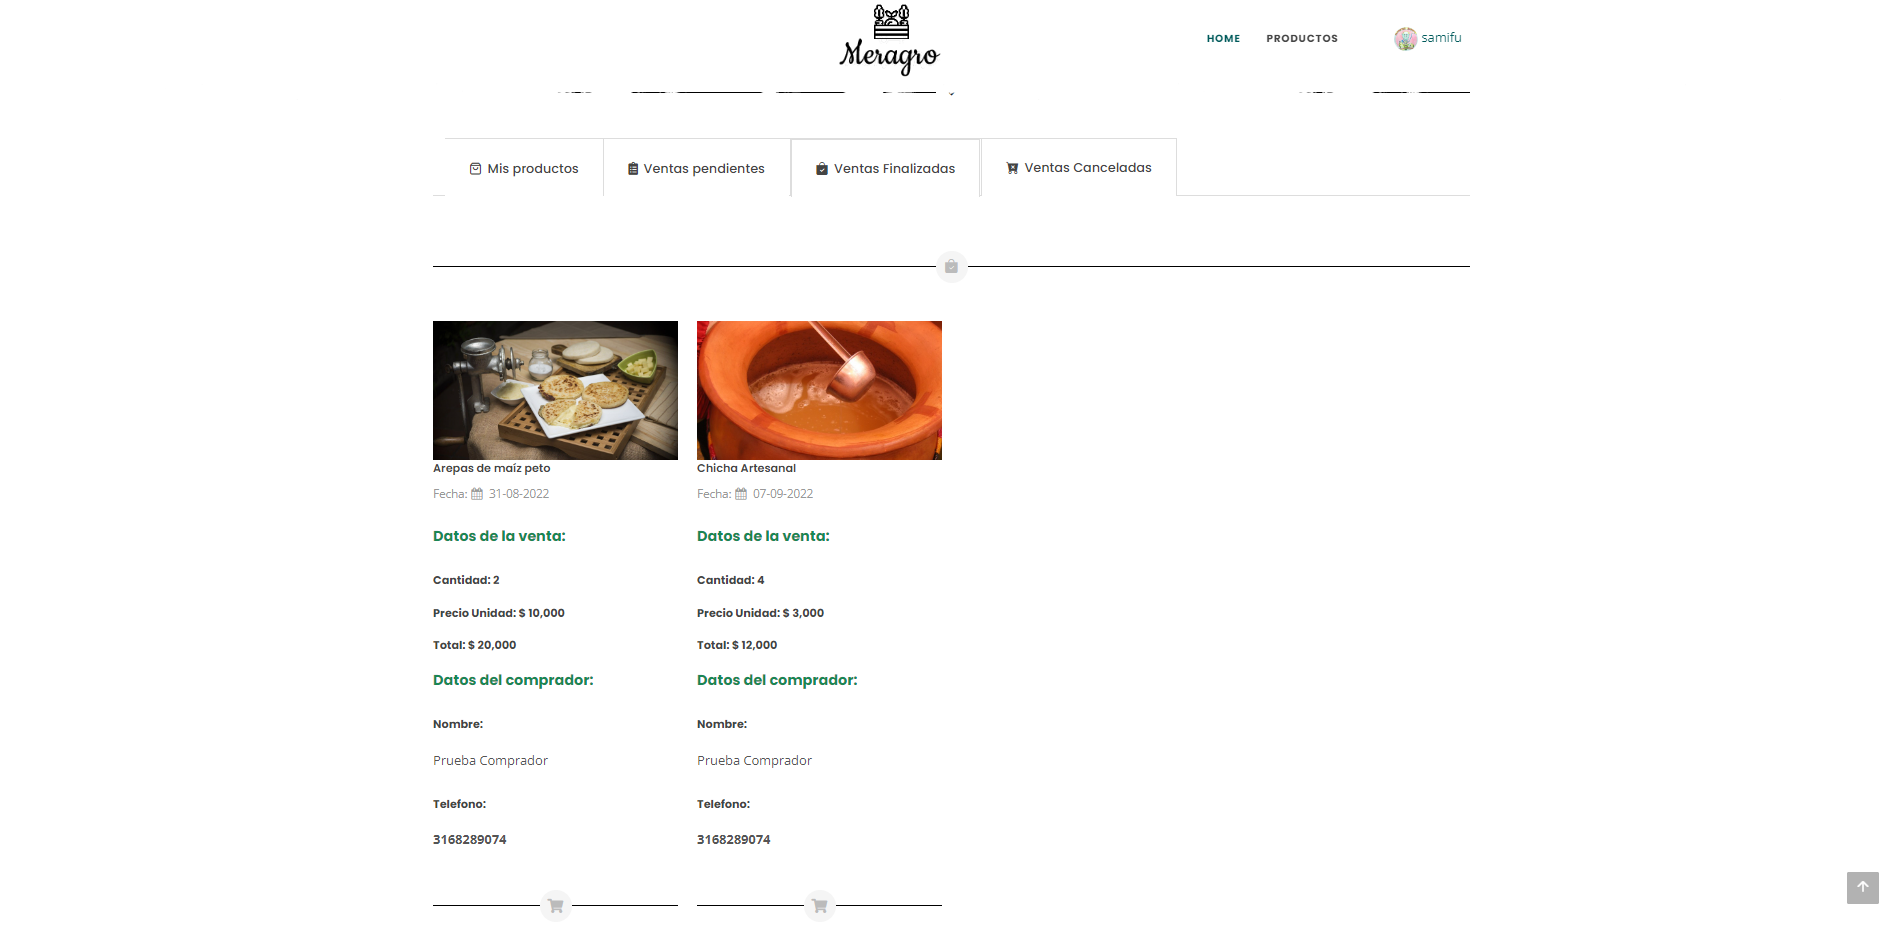 Meragro
HOME
PRODUCTOS
samifu
Mis productos
Ventas pendientes
Ventas Finalizadas
Ventas Canceladas
Arepas de maíz peto
Fecha: 31-08-2022
Datos de la venta:
Cantidad: 2
Precio Unidad: $ 10,000
Total: $ 20,000
Datos del comprador:
Nombre:
Prueba Comprador
Telefono:
3168289074
Chicha Artesanal
Fecha: 07-09-2022
Datos de la venta:
Cantidad: 4
Precio Unidad: $ 3,000
Total: $ 12,000
Datos del comprador:
Nombre:
Prueba Comprador
Telefono:
3168289074